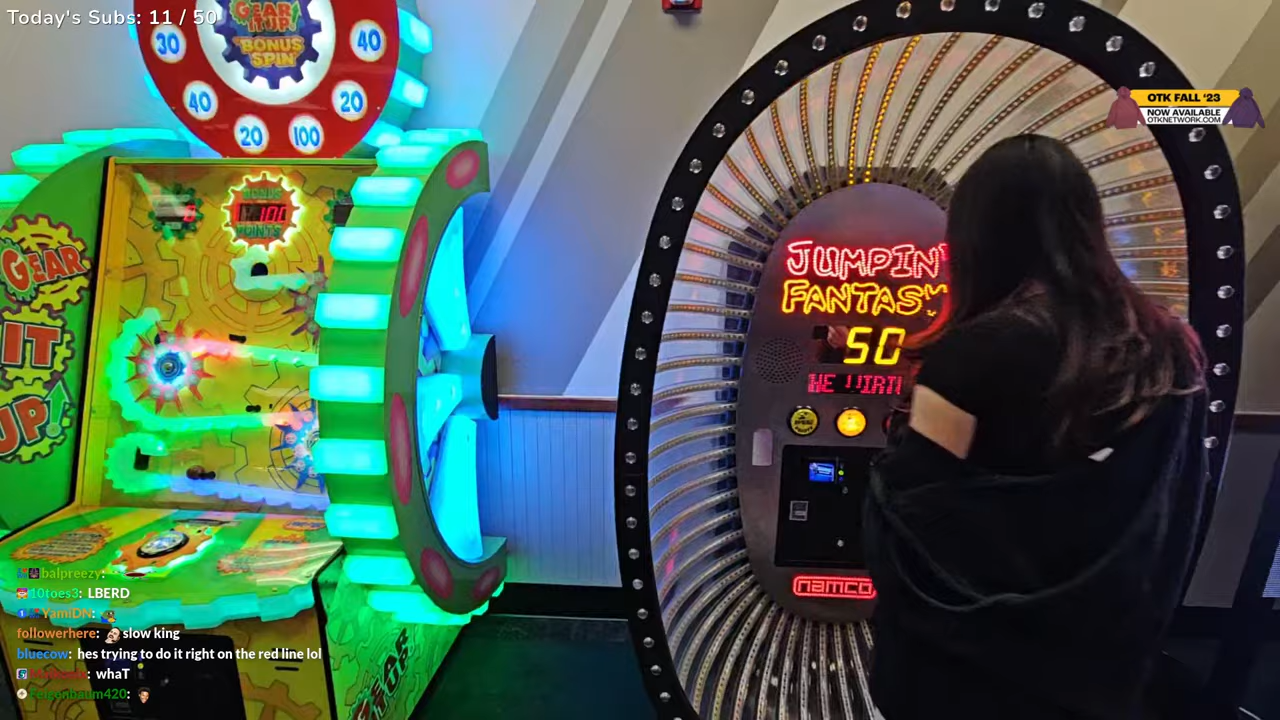 Today's Subs: 11 / 50
GEAR
IT UP!
BONUS
SPIN
30
40
40
20
20
100
BONUS
100
POINTS
GEAR
IT
UP!
JUMPIN'
FANTASY
50
namco
OTK FALL '23
NOW AVAILABLE
OTKNETWORK.COM
balpreezy:
10toes3: LBERD
YamiDN:
followerhere: slow king
bluecow: hes trying to do it right on the red line lol
whaT
Felzenbaum420: